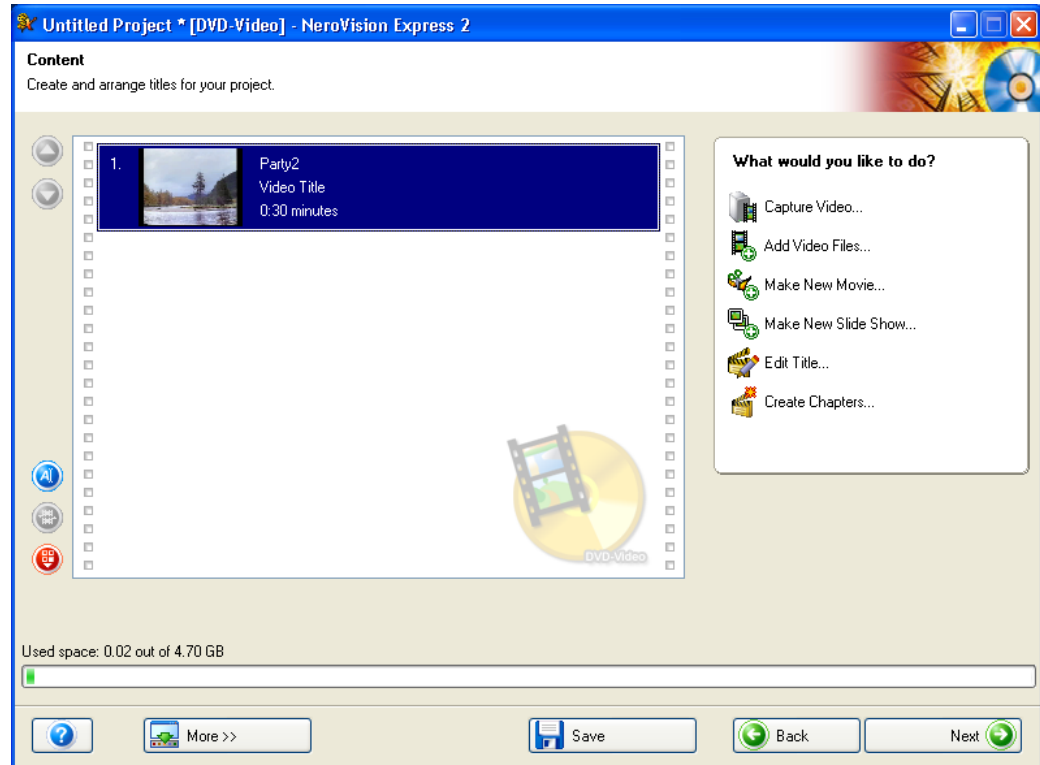 Untitled Project * [DVD-Video] - NeroVision Express 2
Content
Create and arrange titles for your project.
1.
Party2
Video Title
0:30 minutes
DVD-Video
What would you like to do?
Capture Video...
Add Video Files...
Make New Movie...
Make New Slide Show...
Edit Title...
Create Chapters...
Used space: 0.02 out of 4.70 GB
More >>
Save
Back
Next